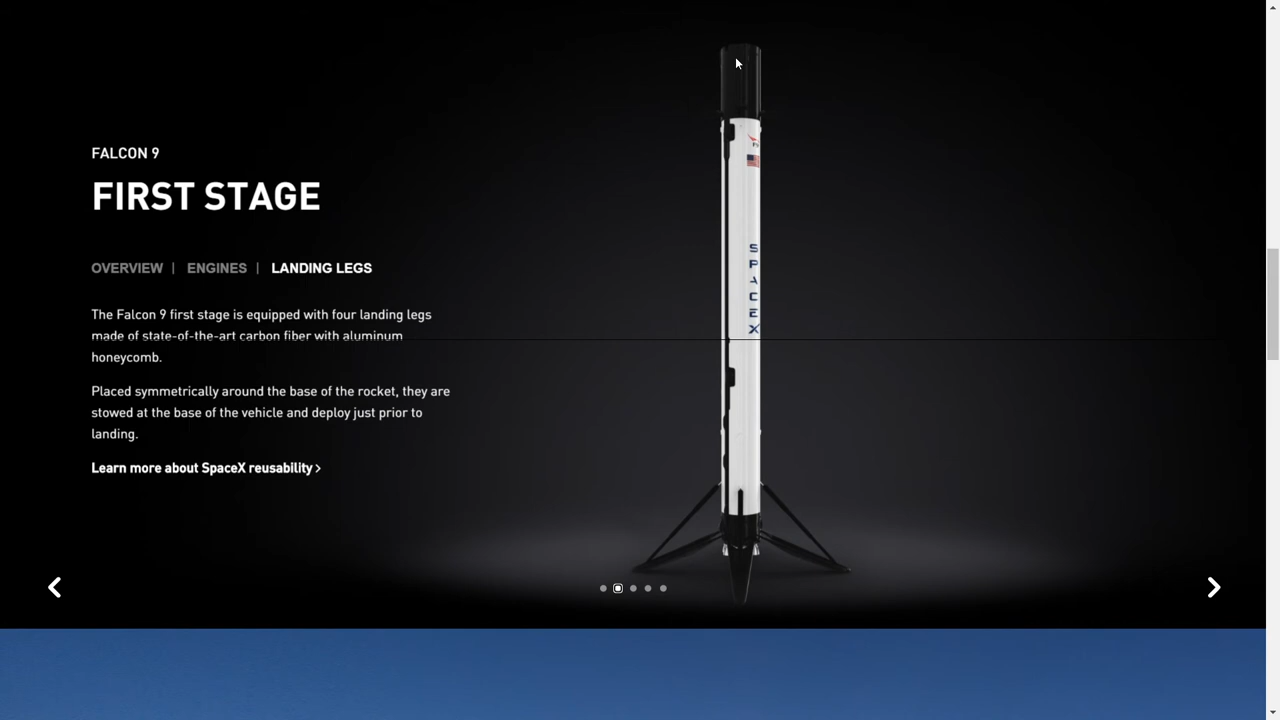 FALCON 9
FIRST STAGE
OVERVIEW | ENGINES | LANDING LEGS
The Falcon 9 first stage is equipped with four landing legs
made of state-of-the-art carbon fiber with aluminum
honeycomb.
Placed symmetrically around the base of the rocket, they are
stowed at the base of the vehicle and deploy just prior to
landing.
Learn more about SpaceX reusability >
SPACEX